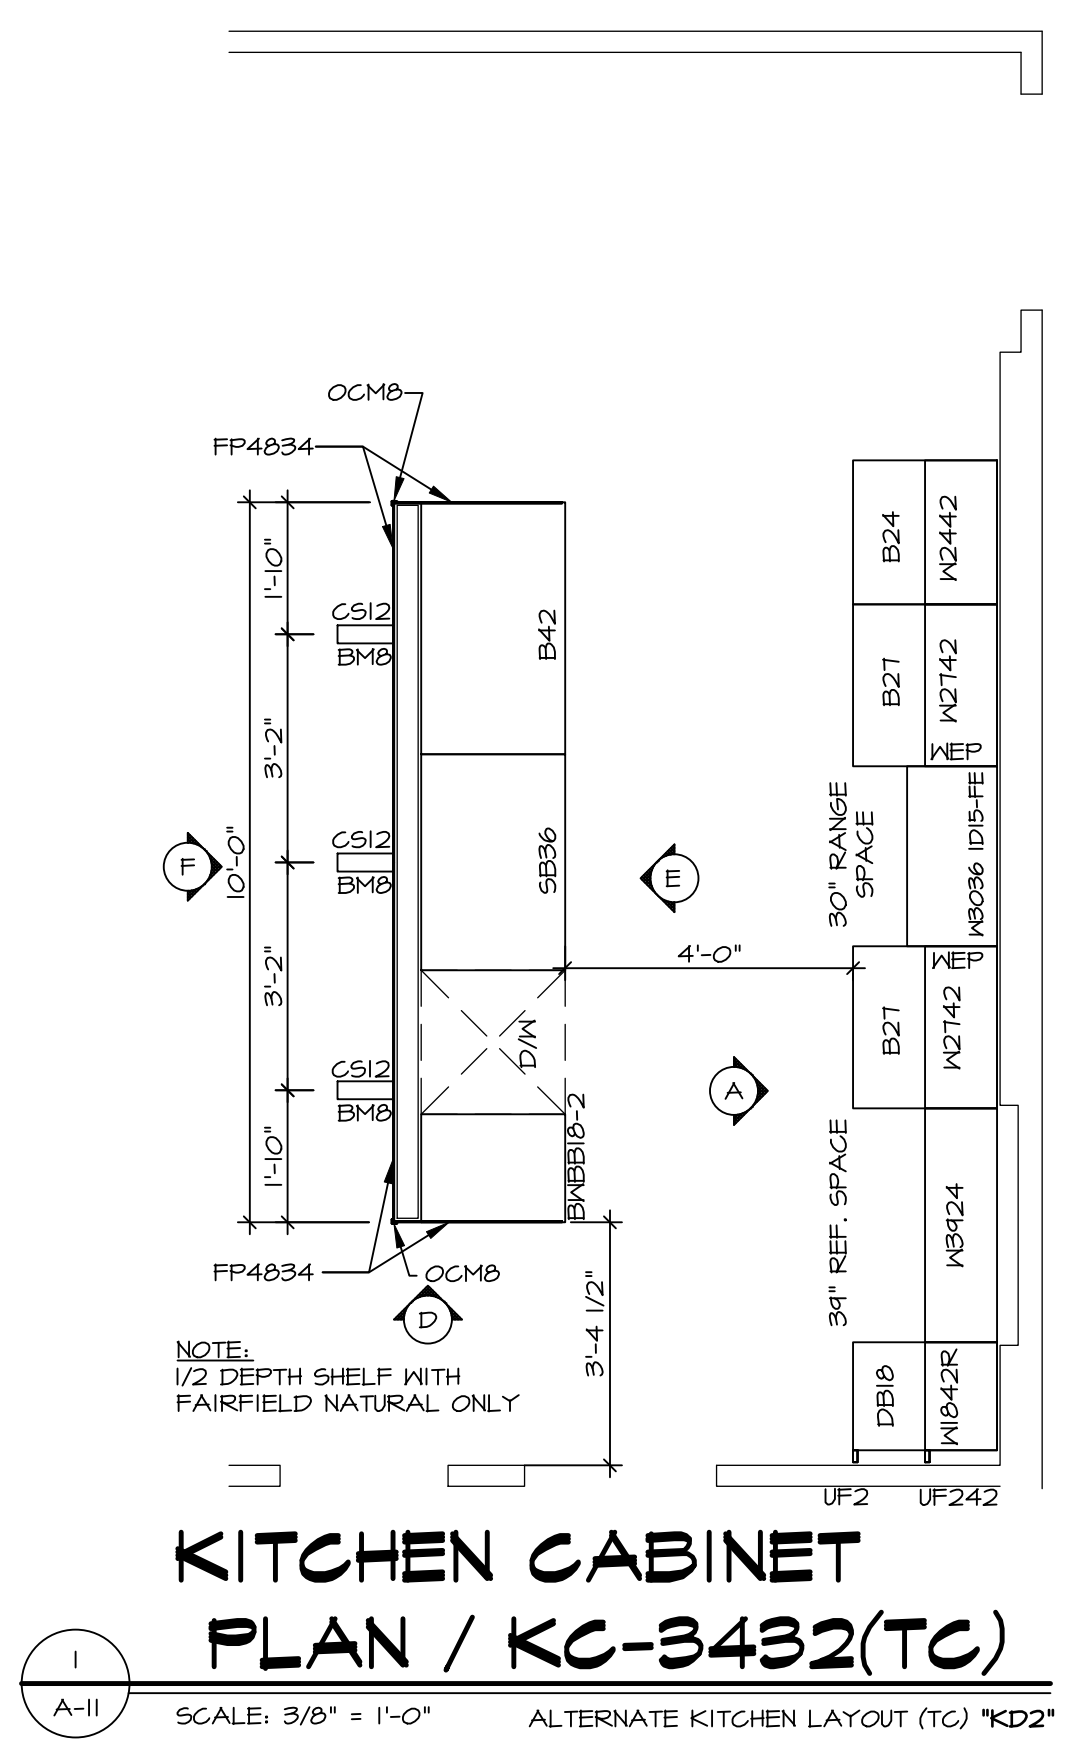 OCM8
FP4834
1'-10"
CS12
BM8
3'-2"
10'-0"
F
CS12
BM8
3'-2"
CS12
BM8
1'-10"
B42
SB36
D/W
BWBB18-2
E
4'-0"
A
B24
W2442
B27
W2742
WEP
30" RANGE
SPACE
W3036 1D15-FE
WEP
B27
W2742
39" REF. SPACE
W3924
DB18
W1842R
FP4834
OCM8
D
3'-4 1/2"
NOTE:
1/2 DEPTH SHELF WITH
FAIRFIELD NATURAL ONLY
UF2
UF242
KITCHEN CABINET
PLAN / KC-3432(TC)
1
A-11
SCALE: 3/8" = 1'-0"
ALTERNATE KITCHEN LAYOUT (TC) "KD2"